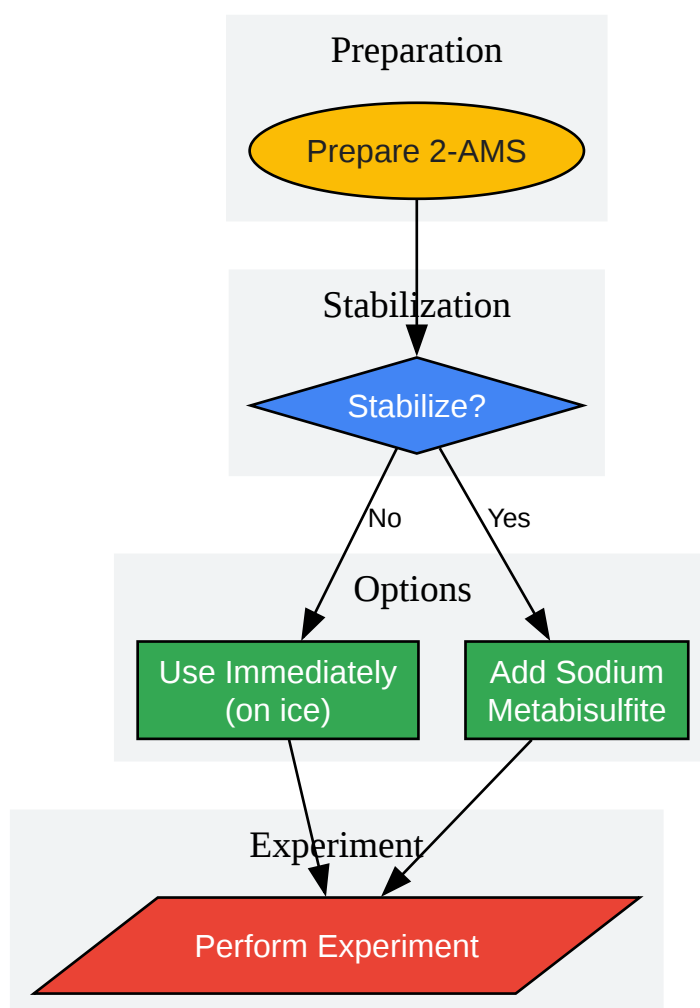 Preparation
Prepare 2-AMS
Stabilization
Stabilize?
No
Yes
Options
Use Immediately
(on ice)
Add Sodium
Metabisulfite
Experiment
Perform Experiment